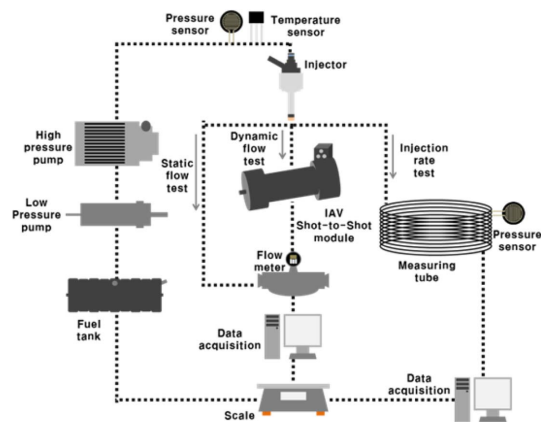 Pressure
sensor
Temperature
sensor
Injector
High
pressure
pump
Static
flow
test
Dynamic
flow
test
Injection
rate
test
Low
Pressure
pump
IAV
Shot-to-Shot
module
Pressure
sensor
Flow
meter
Measuring
tube
Fuel
tank
Data
acquisition
Data
acquisition
Scale